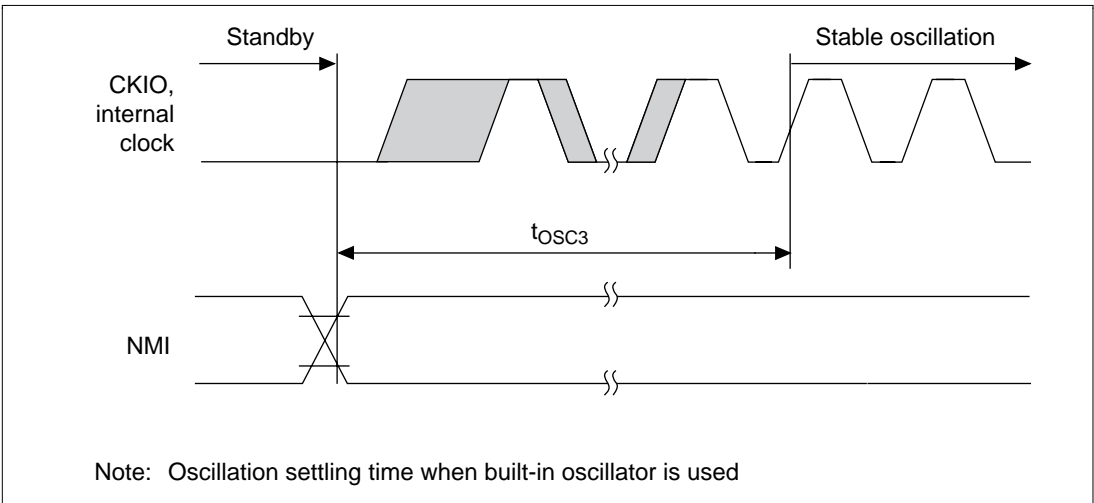 Standby
Stable oscillation
CKIO,
internal
clock
tOSC3
NMI
Note: Oscillation settling time when built-in oscillator is used